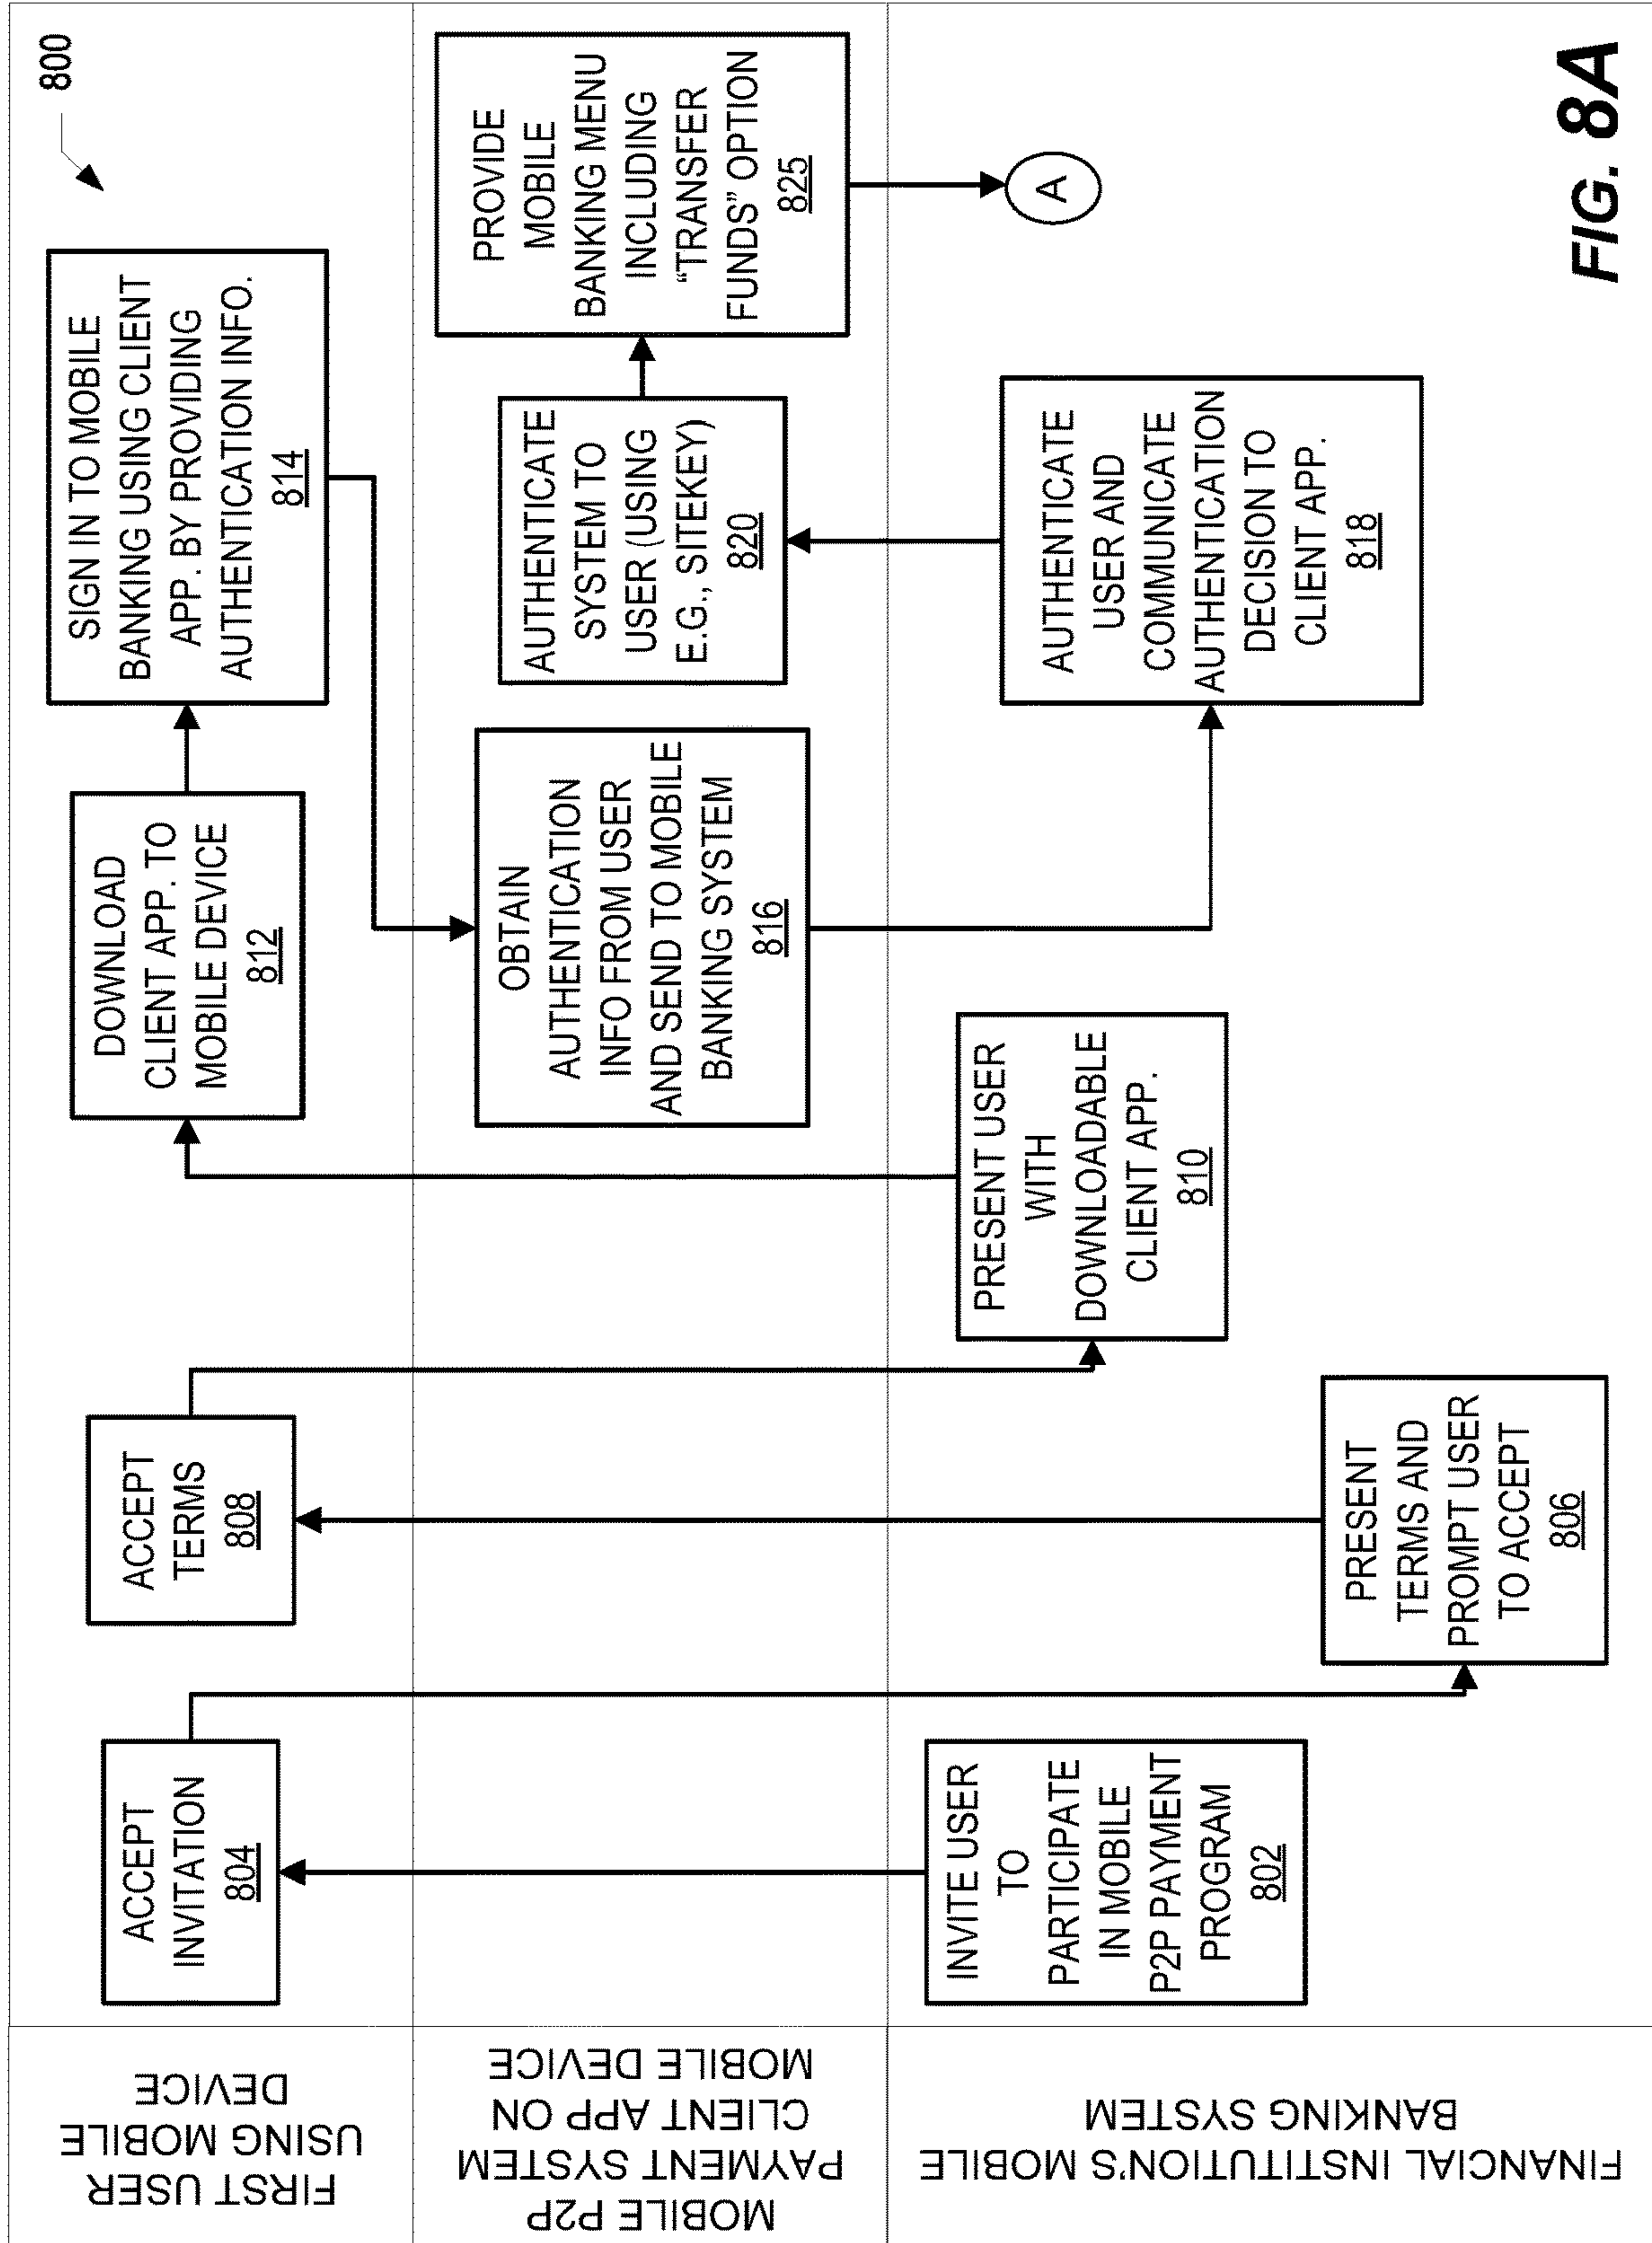 800
FIRST USER
USING MOBILE
DEVICE
ACCEPT
INVITATION
804
ACCEPT
TERMS
808
DOWNLOAD
CLIENT APP. TO
MOBILE DEVICE
812
SIGN IN TO MOBILE
BANKING USING CLIENT
APP. BY PROVIDING
AUTHENTICATION INFO.
814
MOBILE P2P
PAYMENT SYSTEM
CLIENT APP ON
MOBILE DEVICE
OBTAIN
AUTHENTICATION
INFO FROM USER
AND SEND TO MOBILE
BANKING SYSTEM
816
AUTHENTICATE
SYSTEM TO
USER (USING
E.G., SITEKEY)
820
PROVIDE
MOBILE
BANKING MENU
INCLUDING
“TRANSFER
FUNDS” OPTION
825
FINANCIAL INSTITUTION'S MOBILE
BANKING SYSTEM
INVITE USER
TO
PARTICIPATE
IN MOBILE
P2P PAYMENT
PROGRAM
802
PRESENT
TERMS AND
PROMPT USER
TO ACCEPT
806
PRESENT USER
WITH
DOWNLOADABLE
CLIENT APP.
810
AUTHENTICATE
USER AND
COMMUNICATE
AUTHENTICATION
DECISION TO
CLIENT APP.
818
A
FIG. 8A